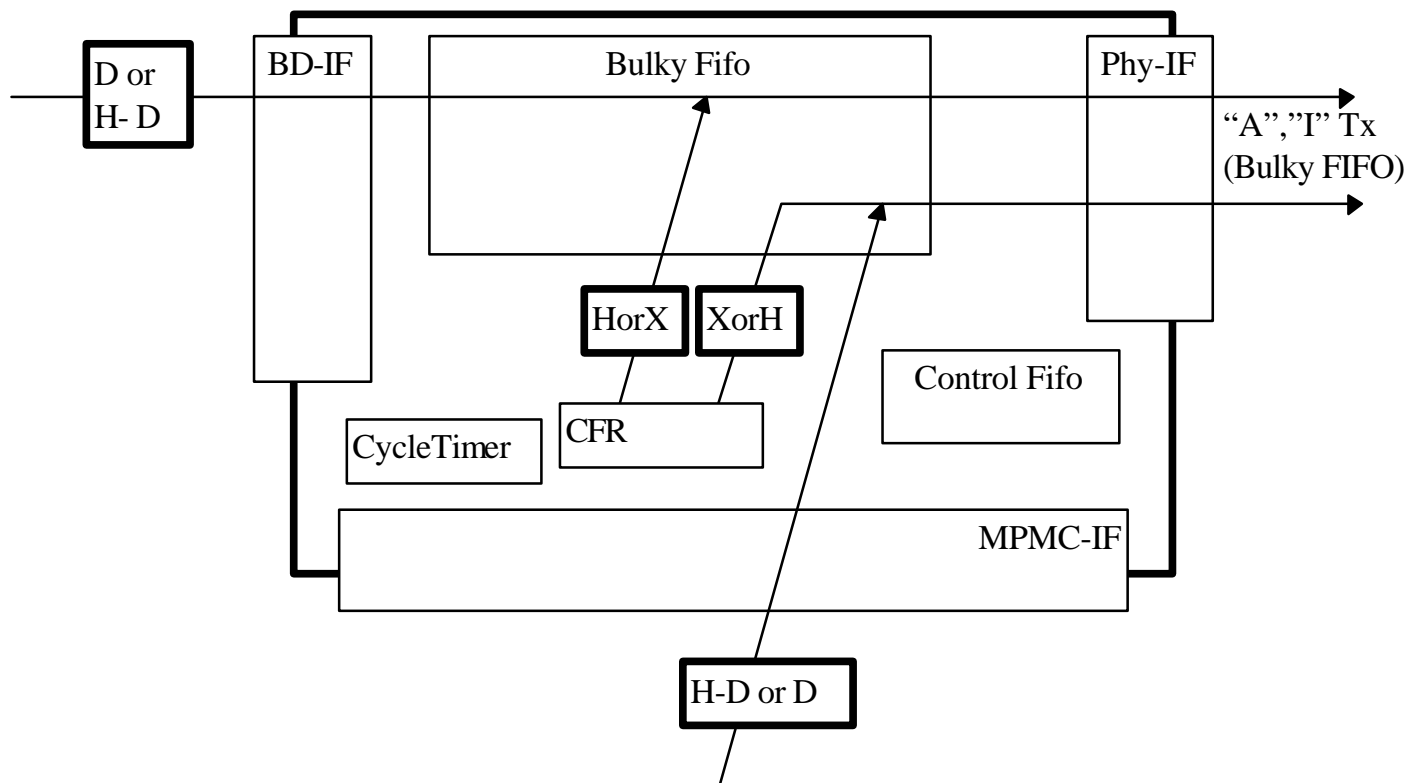 D or
H- D
BD-IF
Bulky Fifo
Phy-IF
“A”,”I” Tx
(Bulky FIFO)
HorX
XorH
Control Fifo
CycleTimer
CFR
MPMC-IF
H-D or D